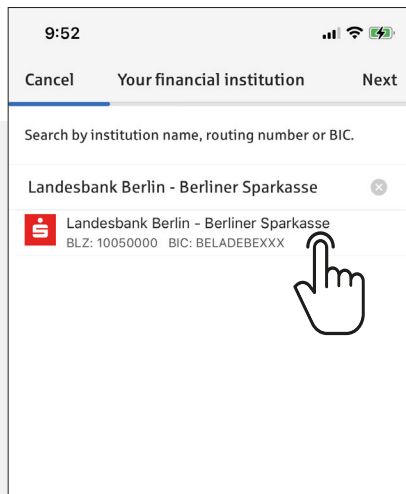 9:52
Cancel Your financial institution Next
Search by institution name, routing number or BIC.
Landesbank Berlin - Berliner Sparkasse
Landesbank Berlin - Berliner Sparkasse
BLZ: 10050000 BIC: BELADEBEXXX